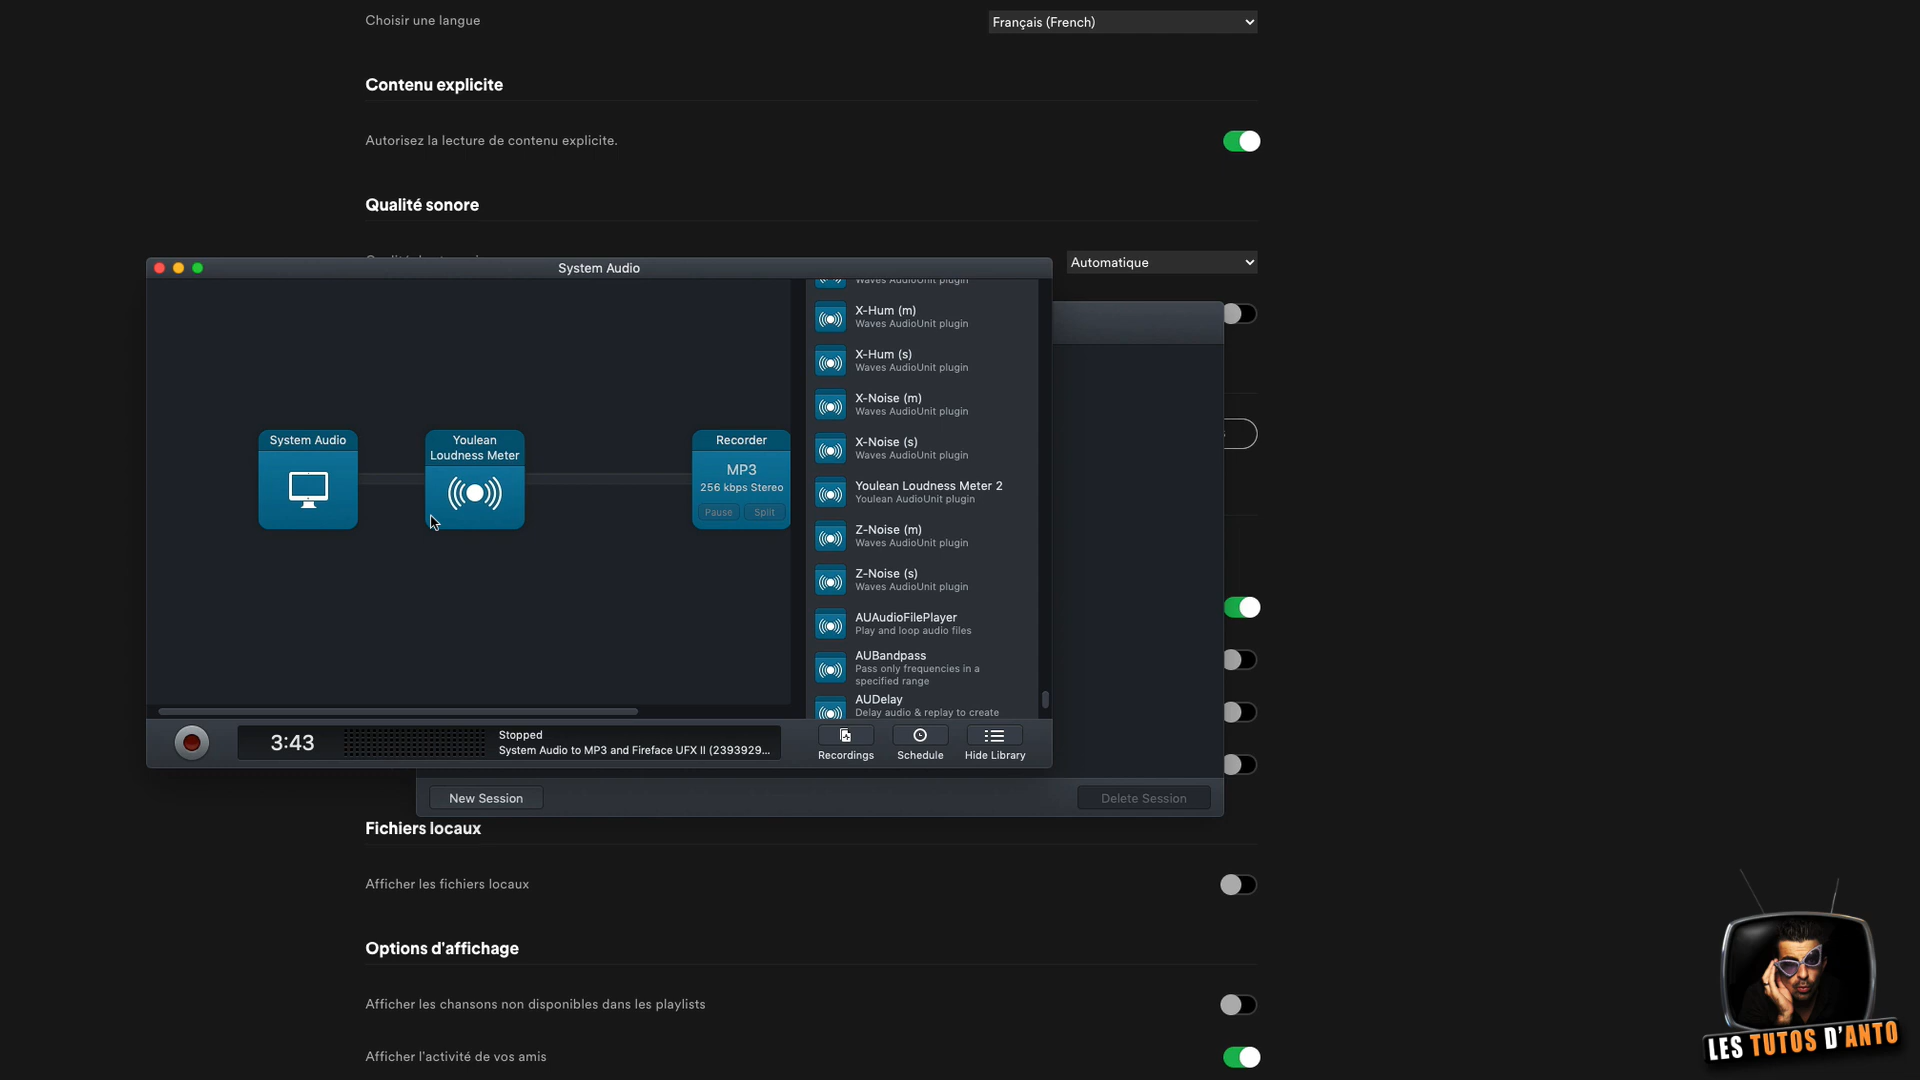 Choisir une langue
Français (French)
Contenu explicite
Autorisez la lecture de contenu explicite.
Qualité sonore
Automatique
System Audio
Waves AudioUnit plugin
X-Hum (m)
Waves AudioUnit plugin
X-Hum (s)
Waves AudioUnit plugin
X-Noise (m)
Waves AudioUnit plugin
X-Noise (s)
Waves AudioUnit plugin
Youlean Loudness Meter 2
Youlean AudioUnit plugin
Z-Noise (m)
Waves AudioUnit plugin
Z-Noise (s)
Waves AudioUnit plugin
AUAudioFilePlayer
Play and loop audio files
AUBandpass
Pass only frequencies in a
specified range
AUDelay
Delay audio & replay to create
System Audio
Youlean
Loudness Meter
Recorder
MP3
256 kbps Stereo
Pause
Split
3:43
Stopped
System Audio to MP3 and Fireface UFX II (2393929...
Recordings
Schedule
Hide Library
New Session
Delete Session
Fichiers locaux
Afficher les fichiers locaux
Options d'affichage
Afficher les chansons non disponibles dans les playlists
Afficher l'activité de vos amis
LES TUTOS D'ANTO